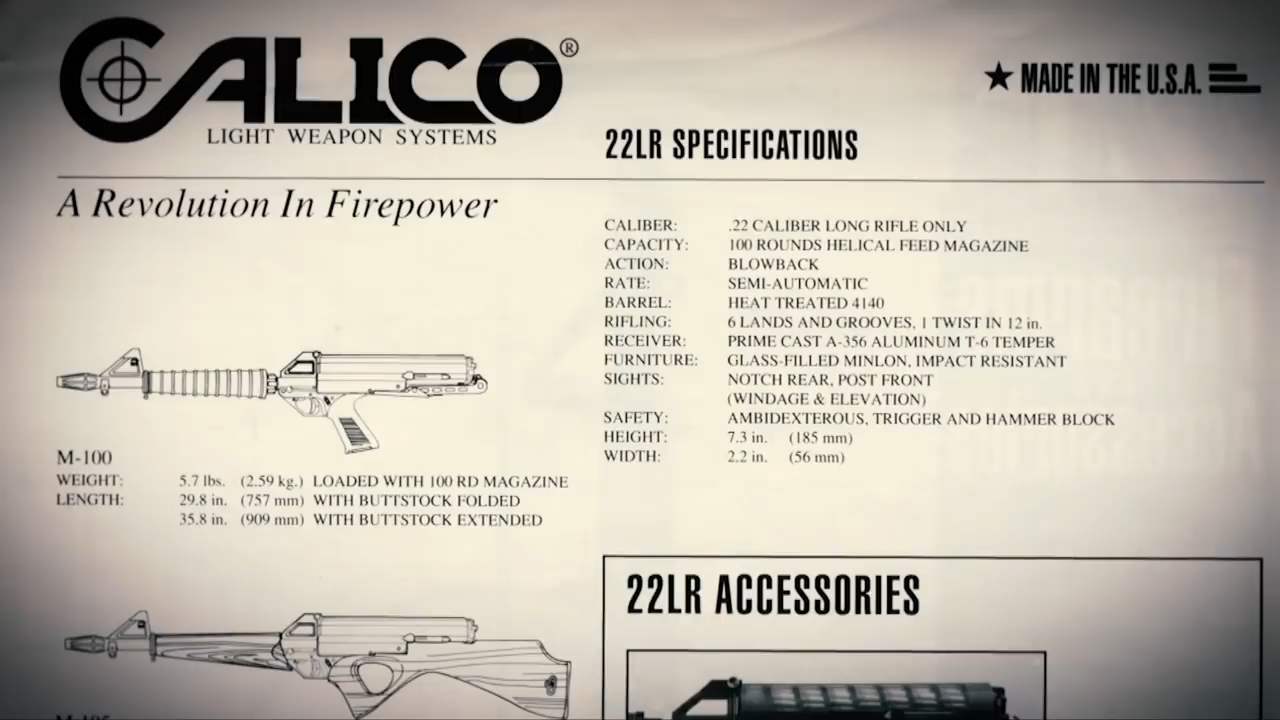 CALICO®
LIGHT WEAPON SYSTEMS
★ MADE IN THE U.S.A.
22LR SPECIFICATIONS
A Revolution In Firepower
CALIBER: .22 CALIBER LONG RIFLE ONLY
CAPACITY: 100 ROUNDS HELICAL FEED MAGAZINE
ACTION: BLOWBACK
RATE: SEMI-AUTOMATIC
BARREL: HEAT TREATED 4140
RIFLING: 6 LANDS AND GROOVES, 1 TWIST IN 12 in.
RECEIVER: PRIME CAST A-356 ALUMINUM T-6 TEMPER
FURNITURE: GLASS-FILLED MINLON, IMPACT RESISTANT
SIGHTS: NOTCH REAR, POST FRONT
(WINDAGE & ELEVATION)
SAFETY: AMBIDEXTEROUS, TRIGGER AND HAMMER BLOCK
HEIGHT: 7.3 in. (185 mm)
WIDTH: 2.2 in. (56 mm)
M-100
WEIGHT: 5.7 lbs. (2.59 kg.) LOADED WITH 100 RD MAGAZINE
LENGTH: 29.8 in. (757 mm) WITH BUTTSTOCK FOLDED
35.8 in. (909 mm) WITH BUTTSTOCK EXTENDED
22LR ACCESSORIES